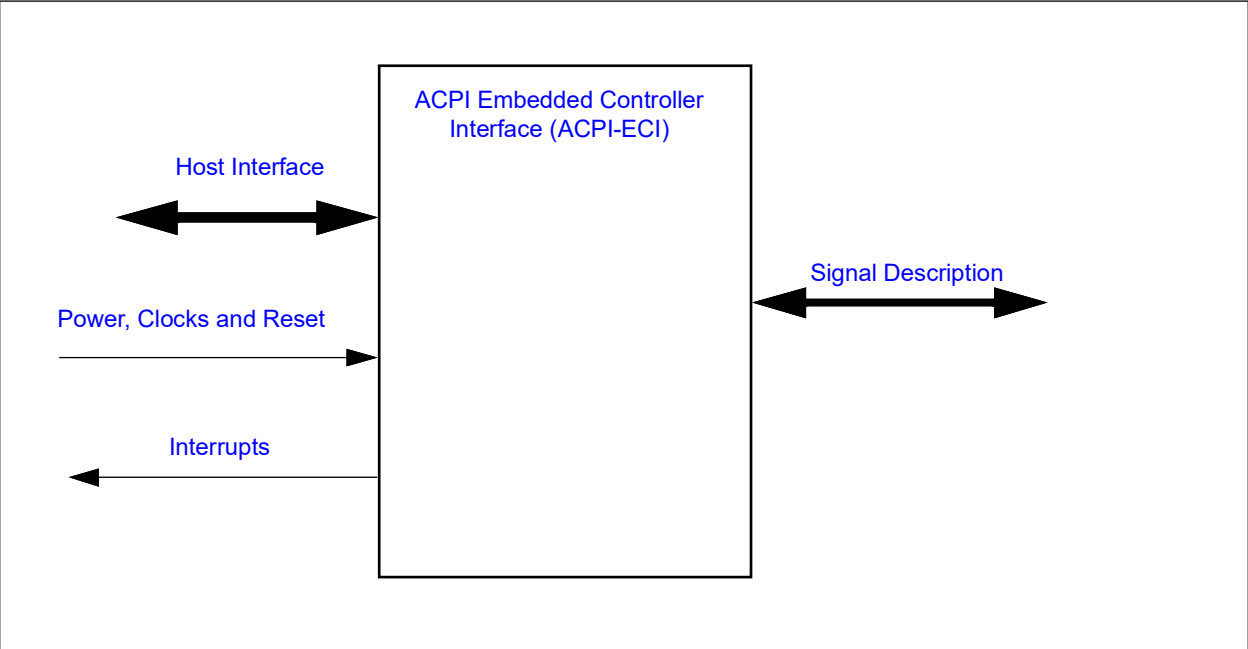 ACPI Embedded Controller
Interface (ACPI-ECI)
Host Interface
Signal Description
Power, Clocks and Reset
Interrupts